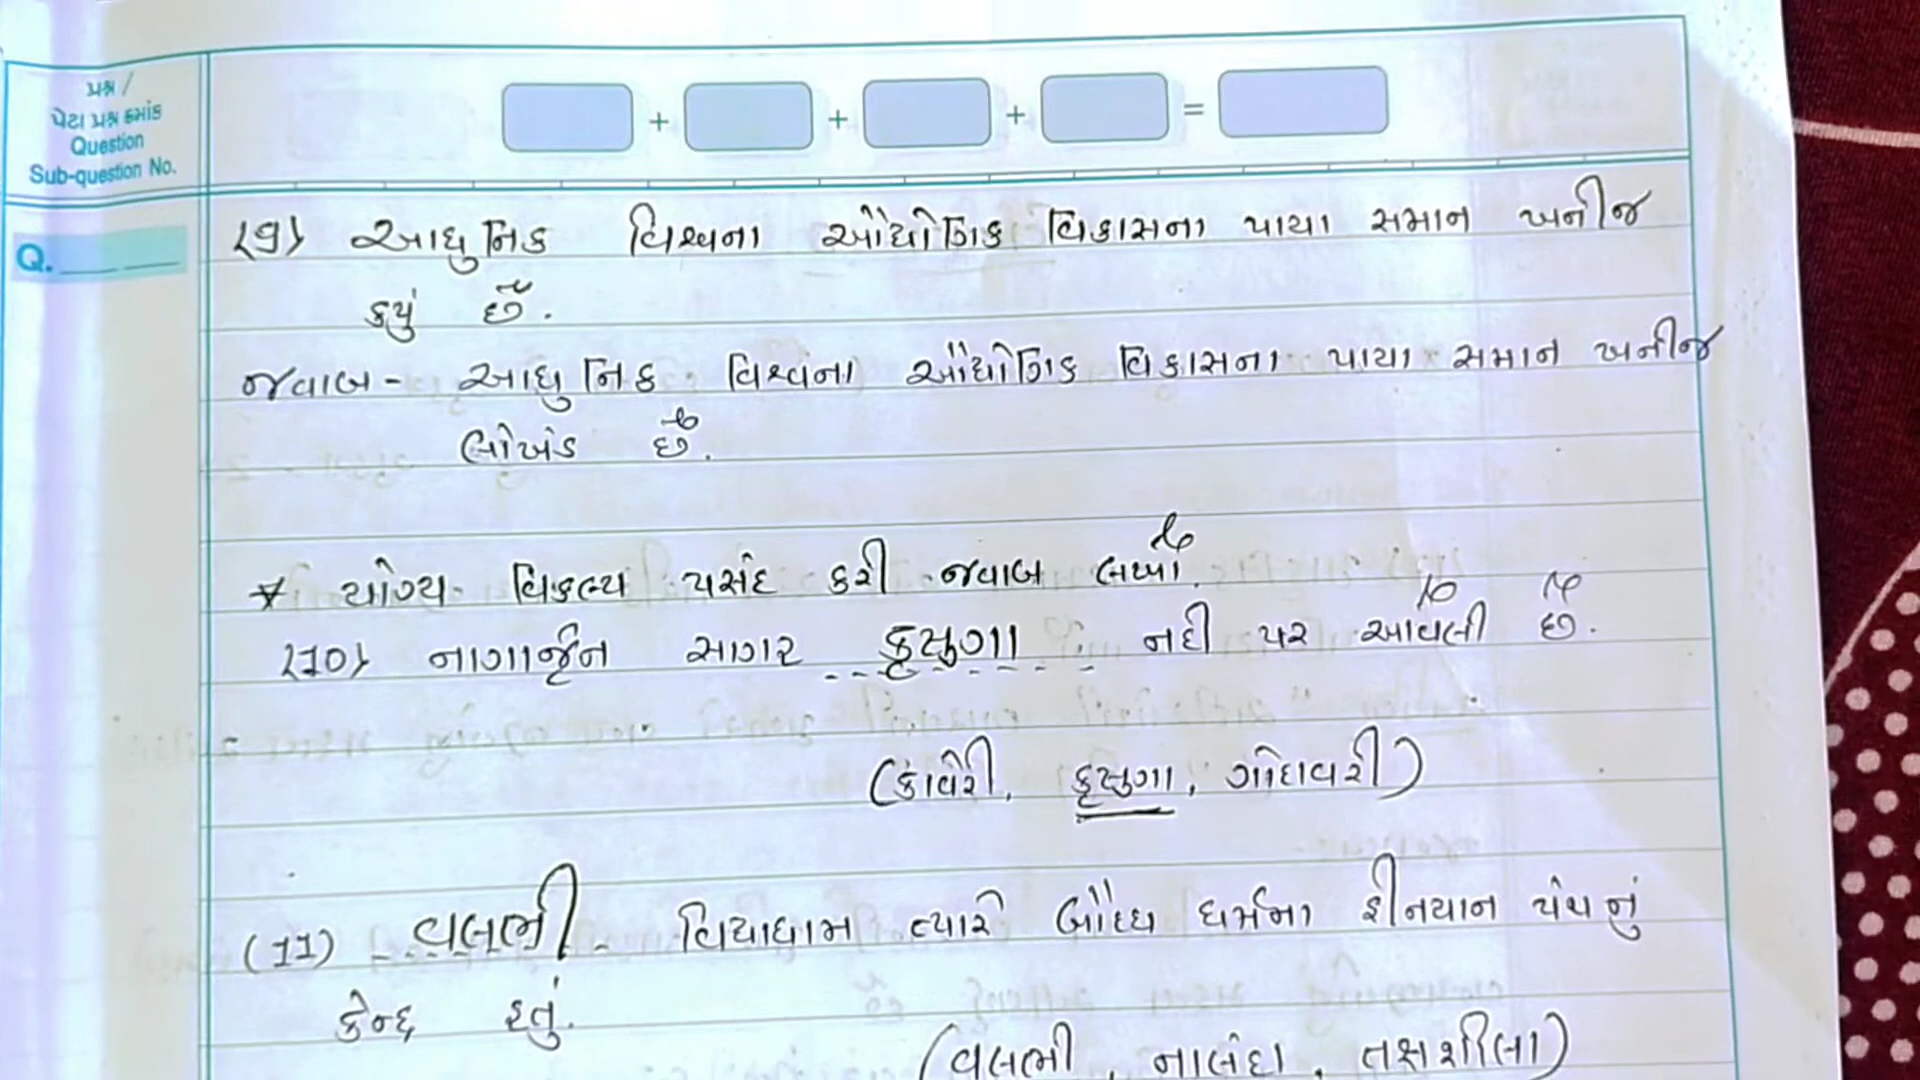 પ્રશ્ન /
પેટા પ્રશ્ન ક્રમાંક
Question
Sub-question No.
+ + + =
Q.
(9) આધુનિક વિશ્વના ઔદ્યોગિક વિકાસના પાયા સમાન ખનીજ
કયું છે.
જવાબ - આધુનિક વિશ્વના ઔદ્યોગિક વિકાસના પાયા સમાન ખનીજ
લોખંડ છે.
* યોગ્ય વિકલ્પ પસંદ કરી જવાબ લખો.
(10) નાગાર્જુન સાગર કૃષ્ણા નદી પર આવેલી છે.
(કાવેરી, કૃષ્ણા, ગોદાવરી)
(11) વલભી વિદ્યાધામ ત્યારે બૌદ્ધ ધર્મના હીનયાન પંથનું
કેન્દ્ર હતું.
(વલભી, નાલંદા, તક્ષશીલા)